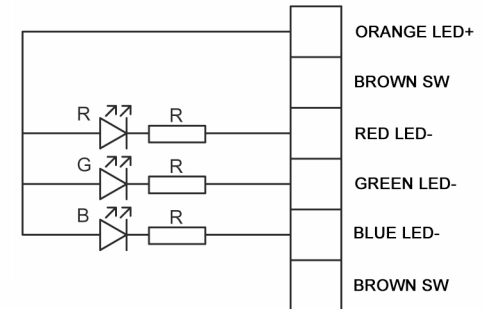 ORANGE LED+
BROWN SW
R R
RED LED-
G R
GREEN LED-
B R
BLUE LED-
BROWN SW